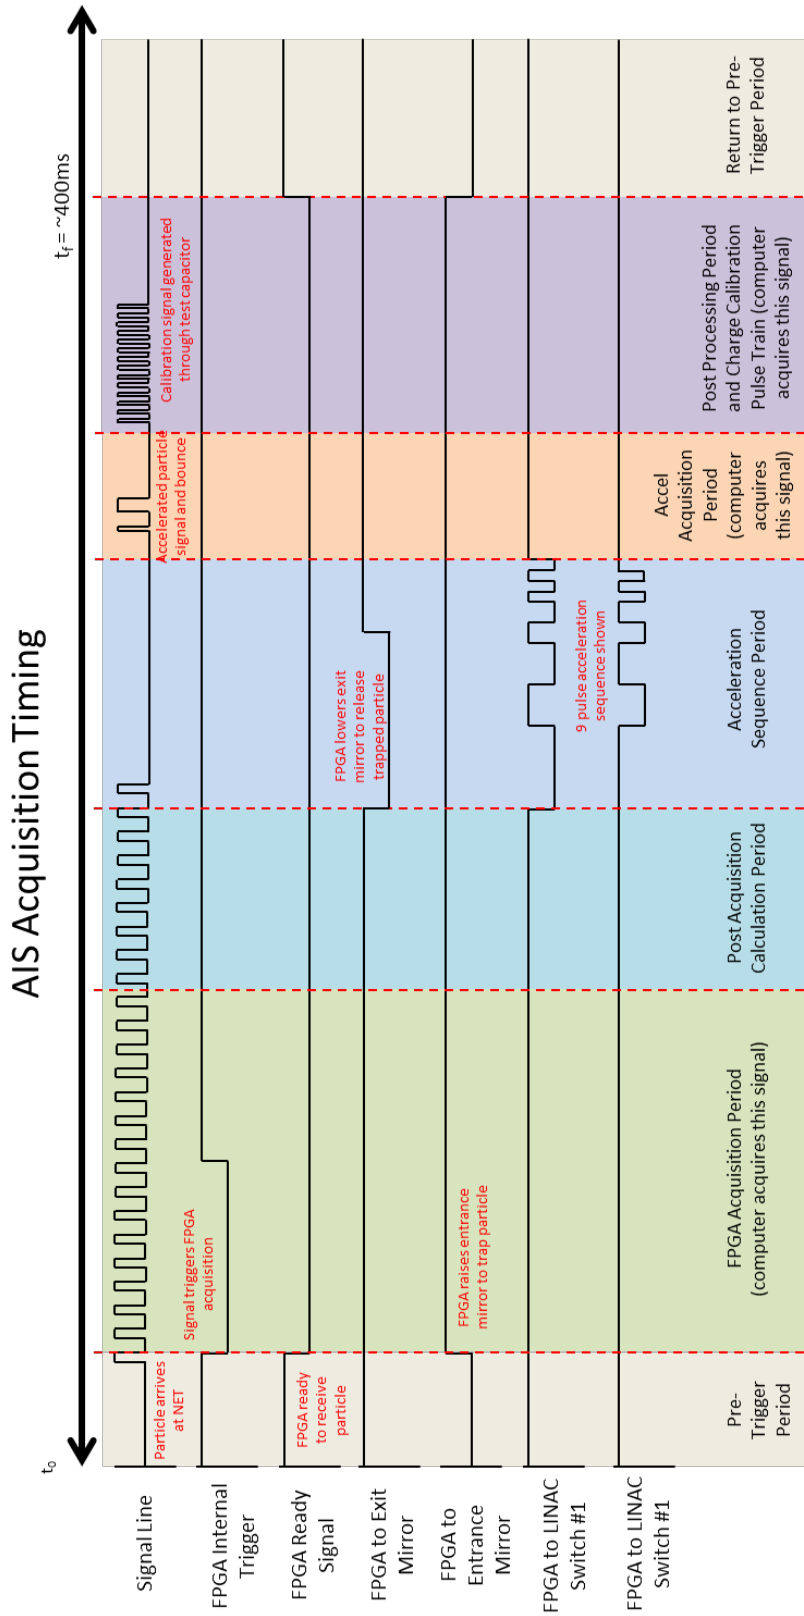 AIS Acquisition Timing
t₀
t_f = ~400ms
Signal Line
Particle arrives
at NET
Accelerated particle
signal and bounce
Calibration signal generated
through test capacitor
FPGA Internal
Trigger
Signal triggers FPGA
acquisition
FPGA Ready
Signal
FPGA ready
to receive
particle
FPGA to Exit
Mirror
FPGA lowers exit
mirror to release
trapped particle
FPGA to
Entrance
Mirror
FPGA raises entrance
mirror to trap particle
FPGA to LINAC
Switch #1
9 pulse acceleration
sequence shown
FPGA to LINAC
Switch #1
Pre-
Trigger
Period
FPGA Acquisition Period
(computer acquires this signal)
Post Acquisition
Calculation Period
Acceleration
Sequence Period
Accel
Acquisition
Period
(computer
acquires
this signal)
Post Processing Period
and Charge Calibration
Pulse Train (computer
acquires this signal)
Return to Pre-
Trigger Period